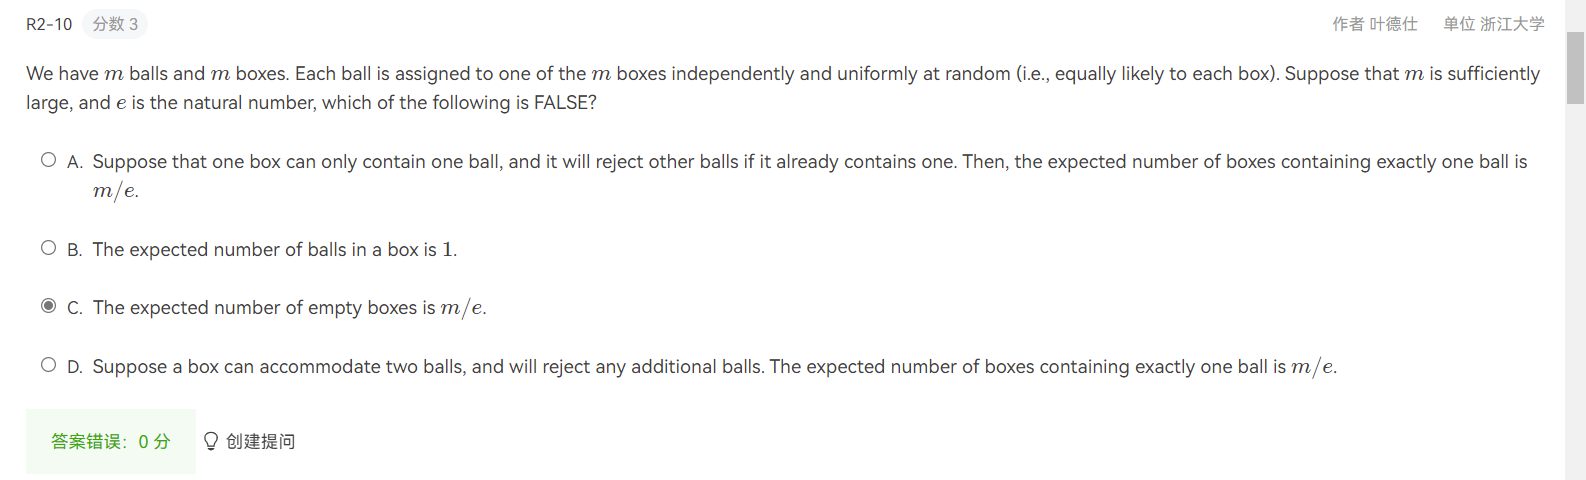 R2-10 分数 3 作者 叶德仕 单位 浙江大学
We have m balls and m boxes. Each ball is assigned to one of the m boxes independently and uniformly at random (i.e., equally likely to each box). Suppose that m is sufficiently
large, and e is the natural number, which of the following is FALSE?
A. Suppose that one box can only contain one ball, and it will reject other balls if it already contains one. Then, the expected number of boxes containing exactly one ball is
m/e.
B. The expected number of balls in a box is 1.
C. The expected number of empty boxes is m/e.
D. Suppose a box can accommodate two balls, and will reject any additional balls. The expected number of boxes containing exactly one ball is m/e.
答案错误：0 分 创建提问